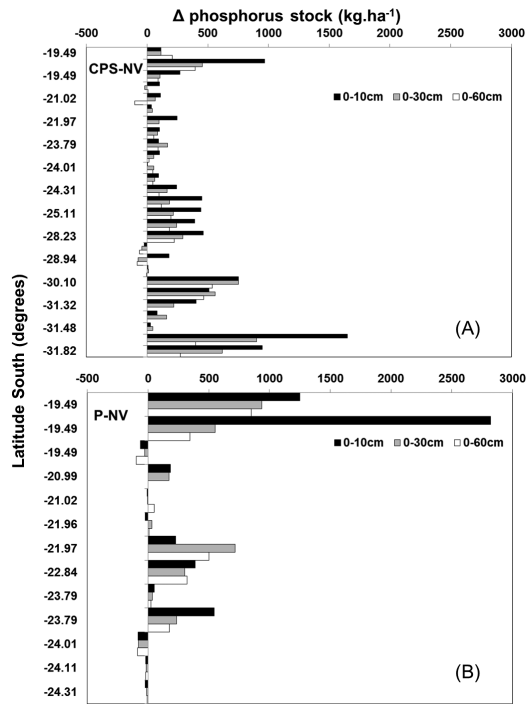 Δ phosphorus stock (kg.ha-1)
-500 0 500 1000 1500 2000 2500 3000
CPS-NV
-19.49
-19.49
-21.02
-21.97
-23.79
-24.01
-24.31
-25.11
-28.23
-28.94
-30.10
-31.32
-31.48
-31.82
0-10cm 0-30cm 0-60cm
(A)
Latitude South (degrees)
-500 0 500 1000 1500 2000 2500 3000
P-NV
-19.49
-19.49
-19.49
-20.99
-21.02
-21.96
-21.97
-22.84
-23.79
-23.79
-24.01
-24.11
-24.31
0-10cm 0-30cm 0-60cm
(B)